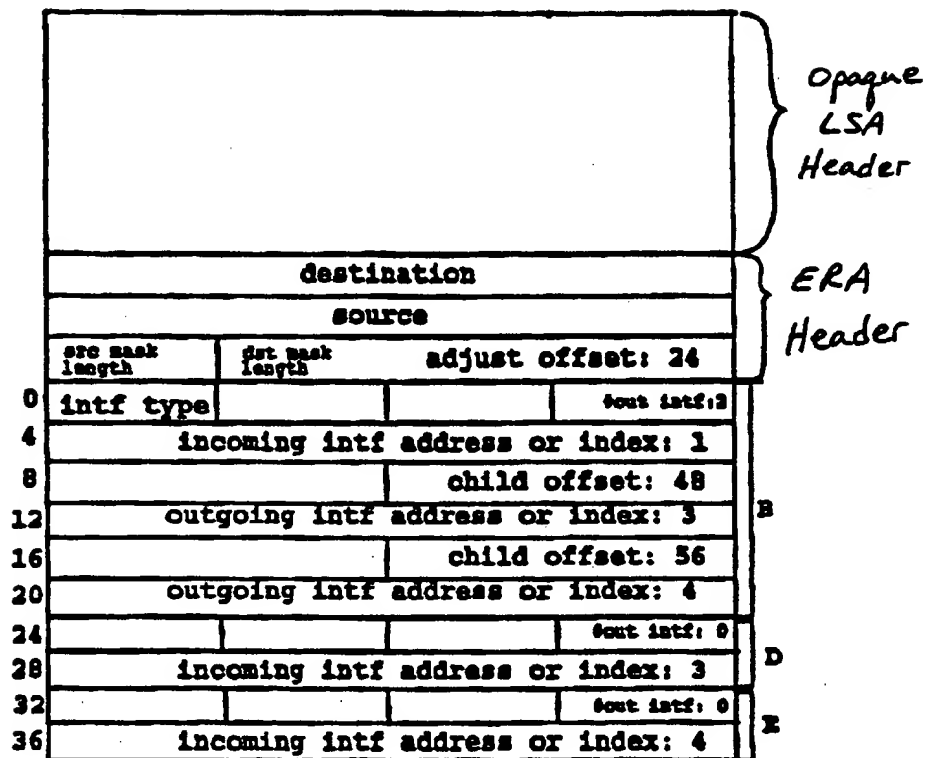 Opaque
LSA
Header
destination
ERA
source
Header
src mask length
dst mask length
adjust offset: 24
0 intf type #out intf:2
4 incoming intf address or index: 1
8 child offset: 48
12 outgoing intf address or index: 3 B
16 child offset: 56
20 outgoing intf address or index: 4
24 #out intf: 0
28 incoming intf address or index: 3 D
32 #out intf: 0
36 incoming intf address or index: 4 E